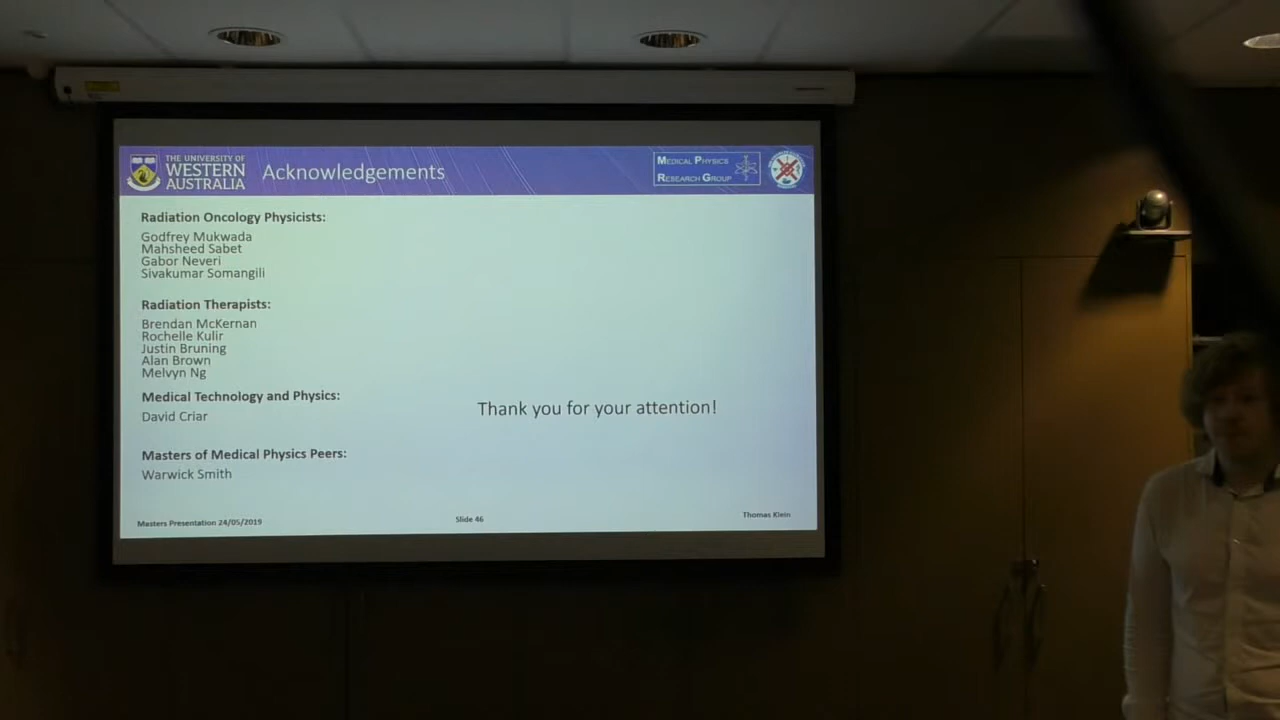 THE UNIVERSITY OF
WESTERN
AUSTRALIA
Acknowledgements
MEDICAL PHYSICS
RESEARCH GROUP
Radiation Oncology Physicists:
Godfrey Mukwada
Mahsheed Sabet
Gabor Neveri
Sivakumar Somangili
Radiation Therapists:
Brendan McKernan
Rochelle Kulir
Justin Bruning
Alan Brown
Melvyn Ng
Medical Technology and Physics:
David Criar
Thank you for your attention!
Masters of Medical Physics Peers:
Warwick Smith
Masters Presentation 24/05/2019
Slide 46
Thomas Klein